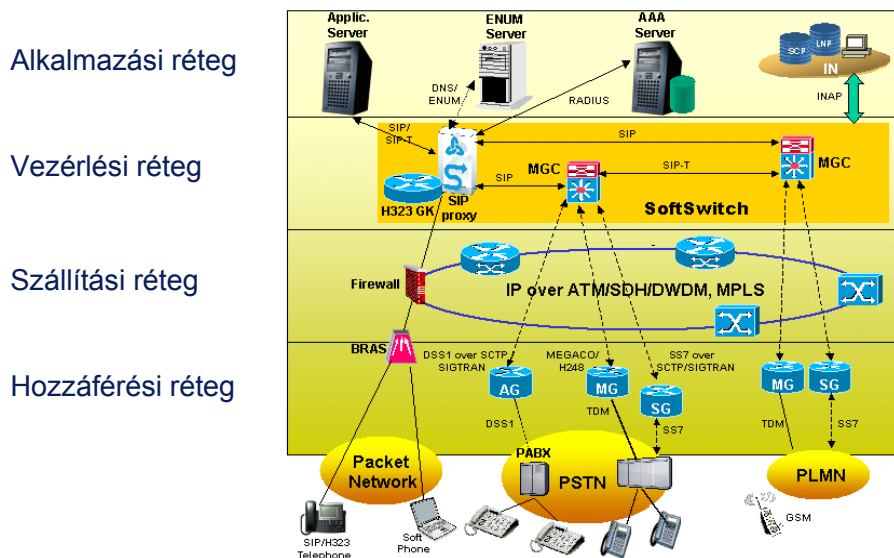 Applic.
Server
ENUM
Server
AAA
Server
SCP
LNP
IN
Alkalmazási réteg
DNS/
ENUM
RADIUS
INAP
SIP/
SIP-T
SIP
Vezérlési réteg
MGC
SIP-T
MGC
SIP
H323 GK
SIP
proxy
SoftSwitch
Szállítási réteg
Firewall
IP over ATM/SDH/DWDM, MPLS
BRAS
DSS1 over SCTP/
SIGTRAN
MEGACO/
H248
SS7 over
SCTP/SIGTRAN
Hozzáférési réteg
AG
MG
SG
MG
SG
DSS1
TDM
SS7
TDM
SS7
Packet
Network
PABX
PSTN
PLMN
SIP/H323
Telephone
Soft
Phone
GSM